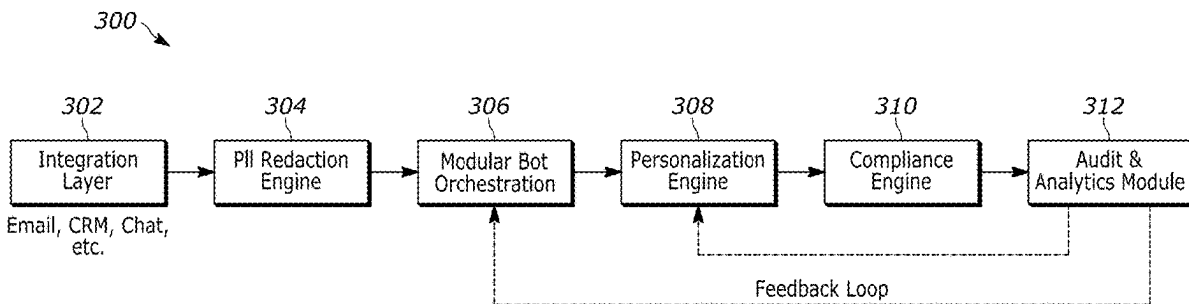 300
302
304
306
308
310
312
Integration
Layer
PII Redaction
Engine
Modular Bot
Orchestration
Personalization
Engine
Compliance
Engine
Audit &
Analytics Module
Email, CRM, Chat,
etc.
Feedback Loop